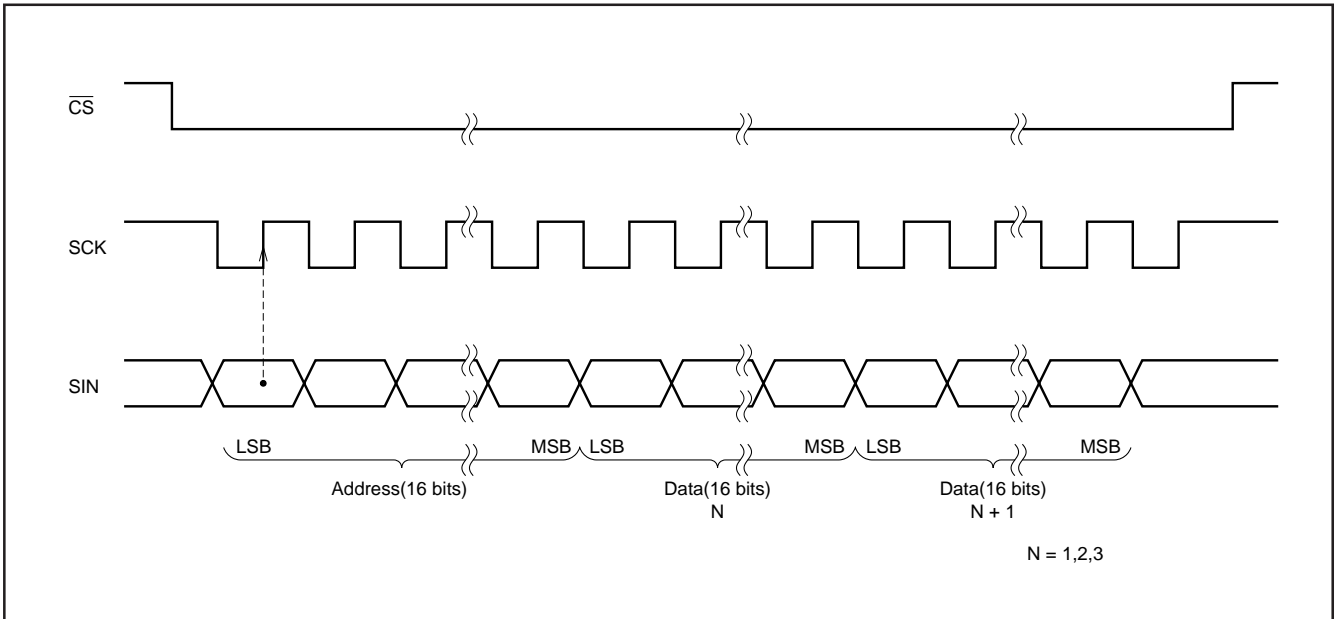 CS
SCK
SIN
LSB MSB LSB MSB LSB MSB
Address(16 bits) Data(16 bits) Data(16 bits)
N N + 1
N = 1,2,3